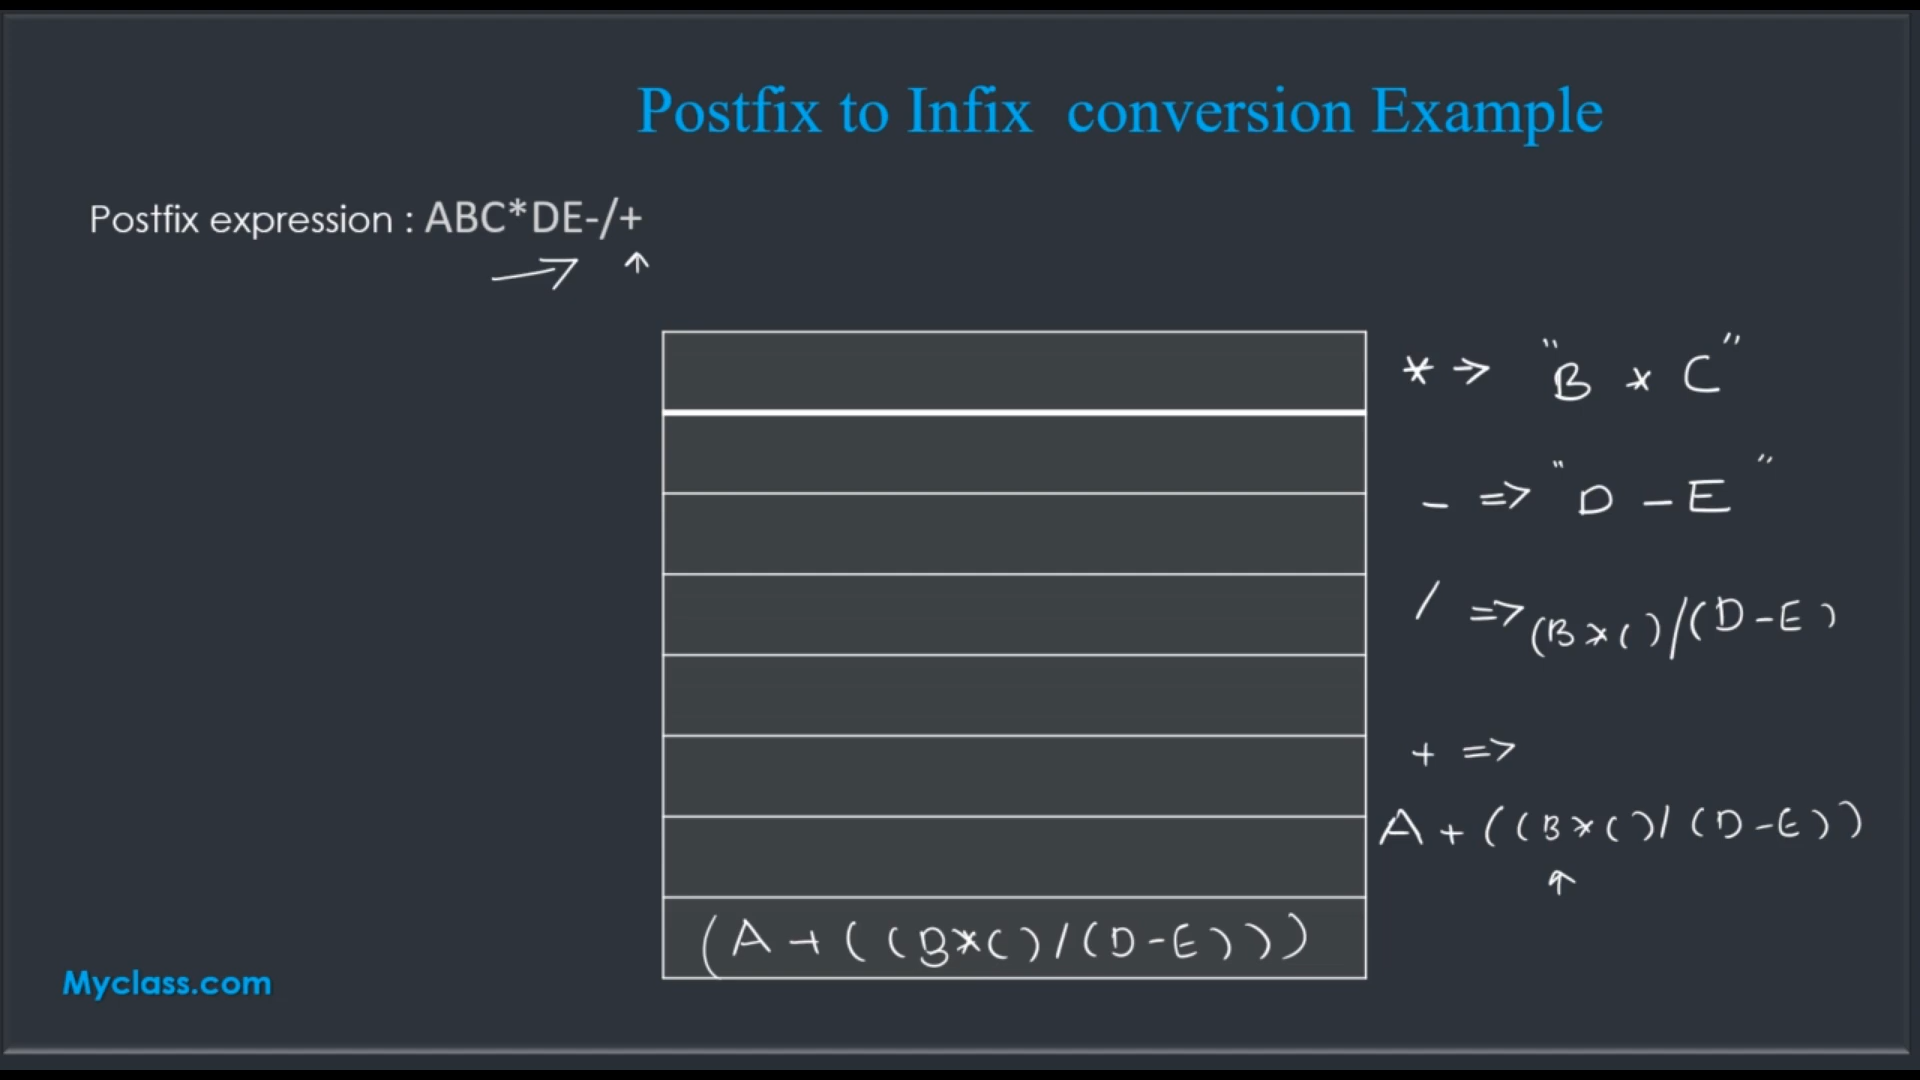 Postfix to Infix conversion Example
Postfix expression : ABC*DE-/+
* → "B * C"
- => "D - E"
/ => (B*C)/(D-E)
+ =>
A+((B*C)/(D-E))
(A+((B*C)/(D-E)))
Myclass.com